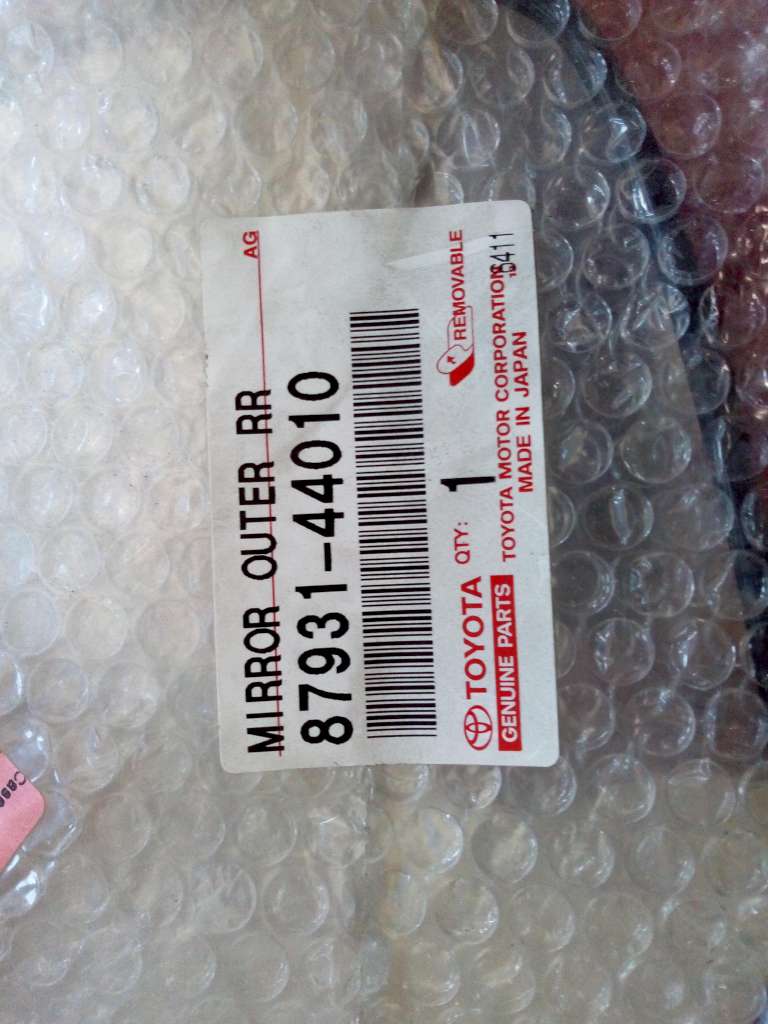 MIRROR OUTER RR
AG
87931-44010
TOYOTA
GENUINE PARTS
QTY: 1
REMOVABLE
TOYOTA MOTOR CORPORATION
MADE IN JAPAN